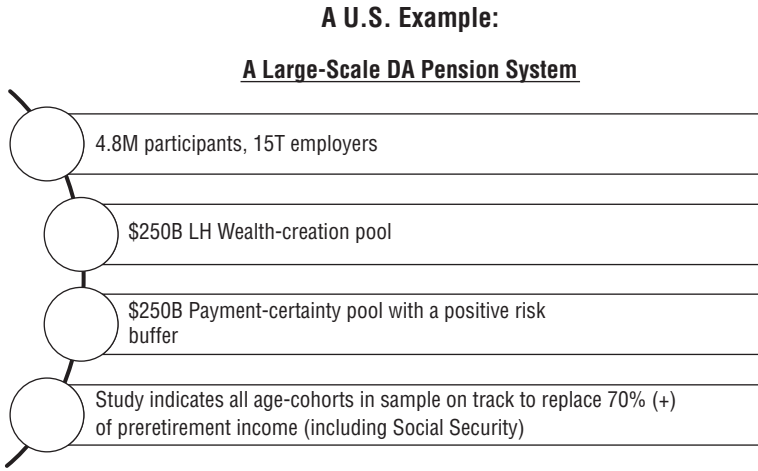 A U.S. Example:
A Large-Scale DA Pension System
4.8M participants, 15T employers
$250B LH Wealth-creation pool
$250B Payment-certainty pool with a positive risk
buffer
Study indicates all age-cohorts in sample on track to replace 70% (+)
of preretirement income (including Social Security)